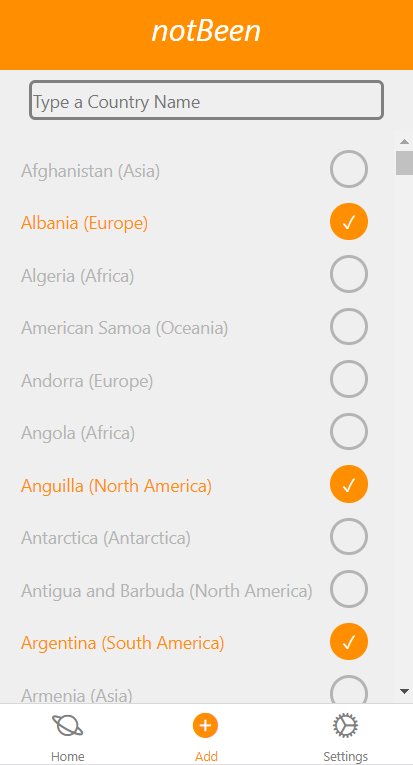 notBeen
Type a Country Name
Afghanistan (Asia)
Albania (Europe)
Algeria (Africa)
American Samoa (Oceania)
Andorra (Europe)
Angola (Africa)
Anguilla (North America)
Antarctica (Antarctica)
Antigua and Barbuda (North America)
Argentina (South America)
Armenia (Asia)
Home Add Settings